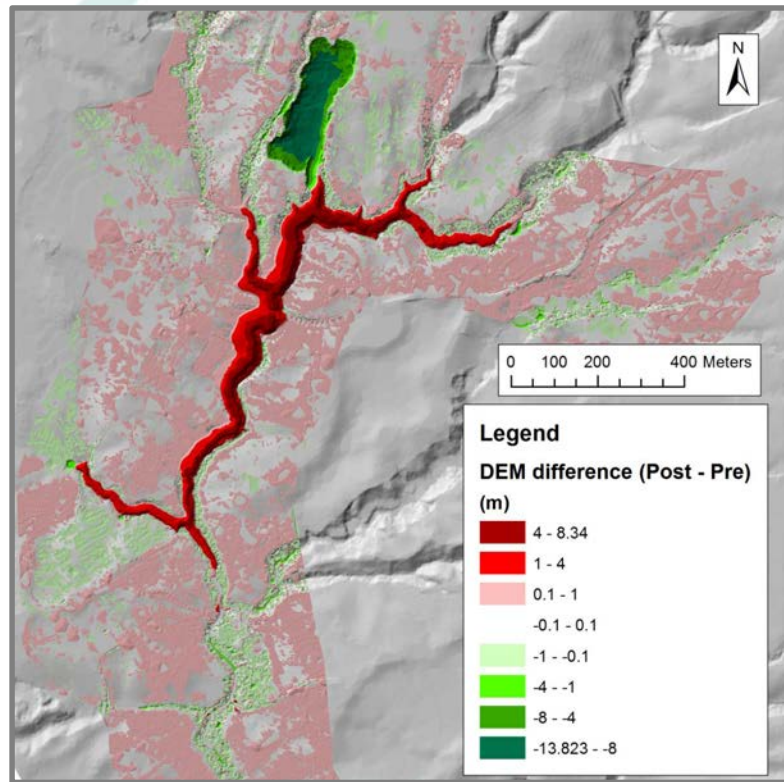 N
0 100 200 400 Meters
Legend
DEM difference (Post - Pre)
(m)
4 - 8.34
1 - 4
0.1 - 1
-0.1 - 0.1
-1 - -0.1
-4 - -1
-8 - -4
-13.823 - -8